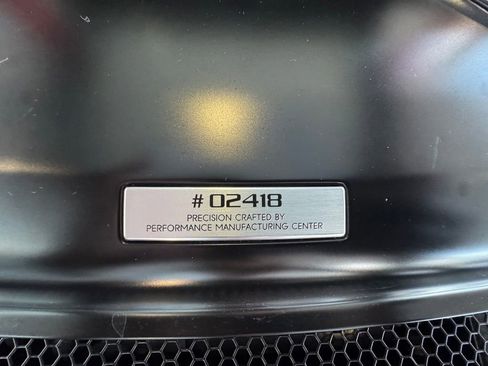 # 02418
PRECISION CRAFTED BY
PERFORMANCE MANUFACTURING CENTER